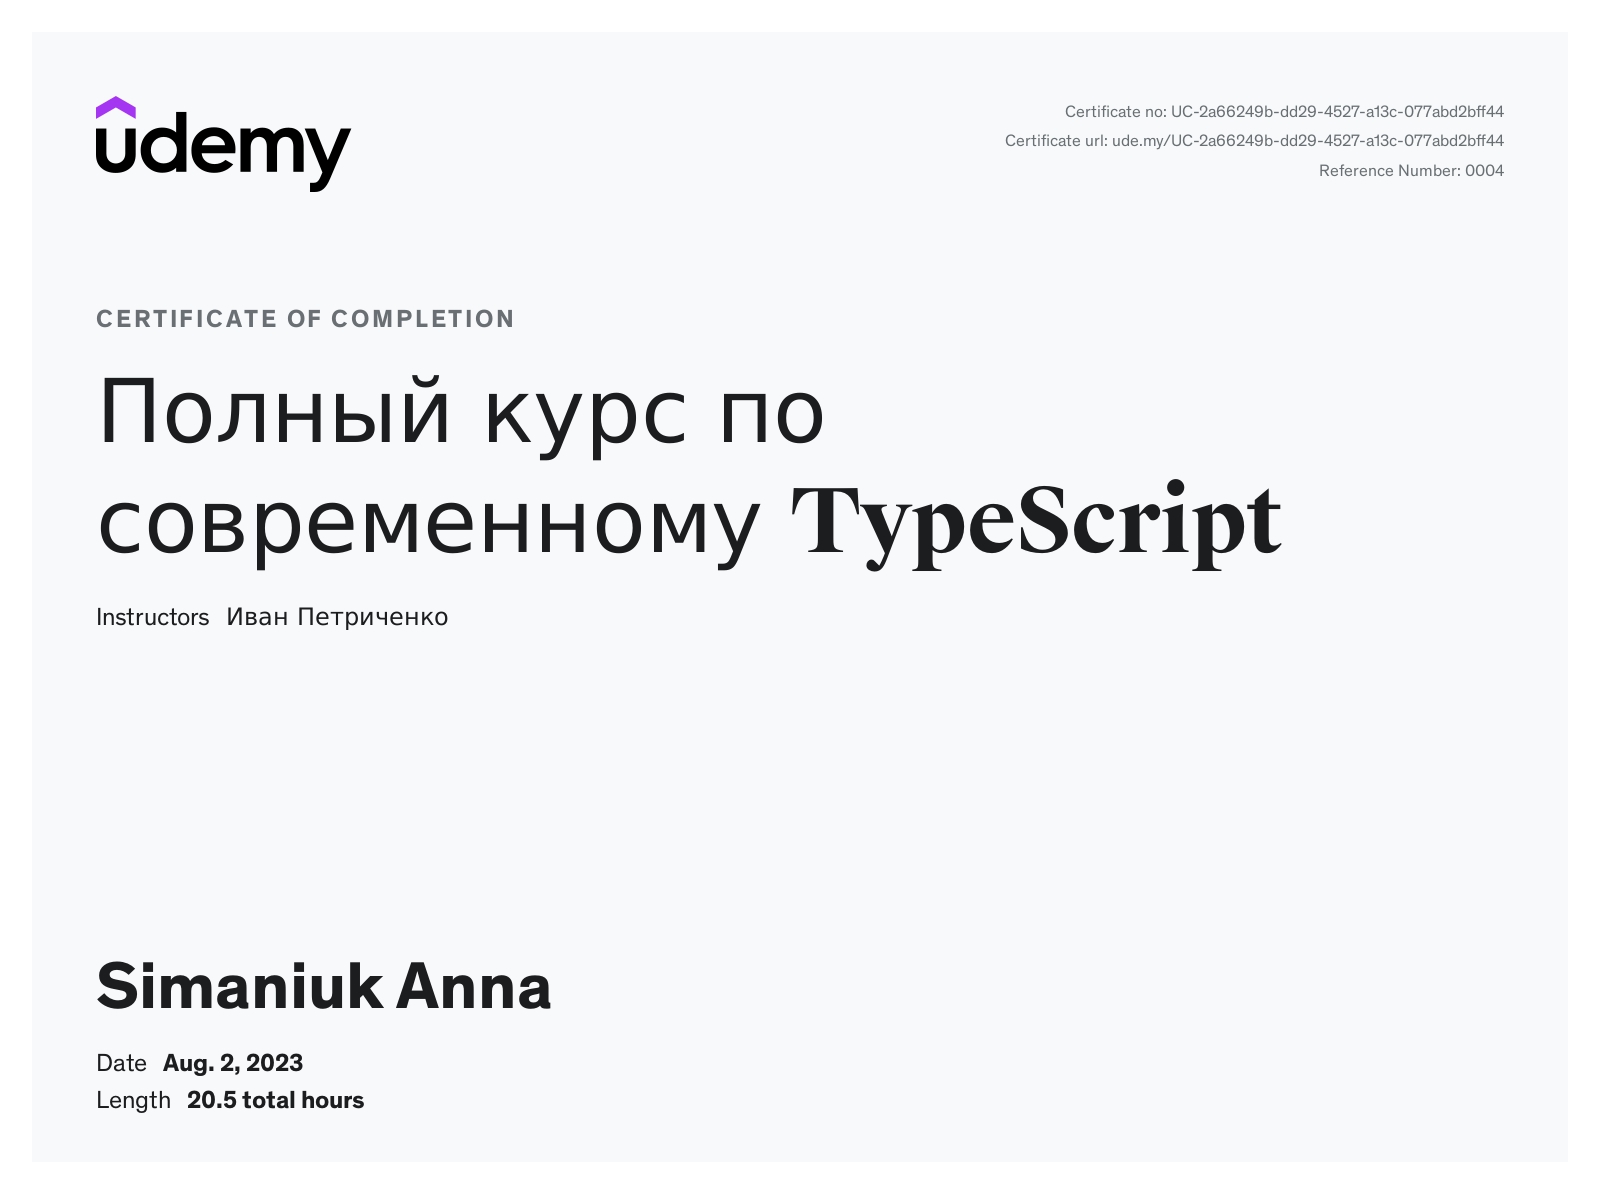 udemy
Certificate no: UC-2a66249b-dd29-4527-a13c-077abd2bff44
Certificate url: ude.my/UC-2a66249b-dd29-4527-a13c-077abd2bff44
Reference Number: 0004
CERTIFICATE OF COMPLETION
Полный курс по
современному TypeScript
Instructors Иван Петриченко
Simaniuk Anna
Date Aug. 2, 2023
Length 20.5 total hours